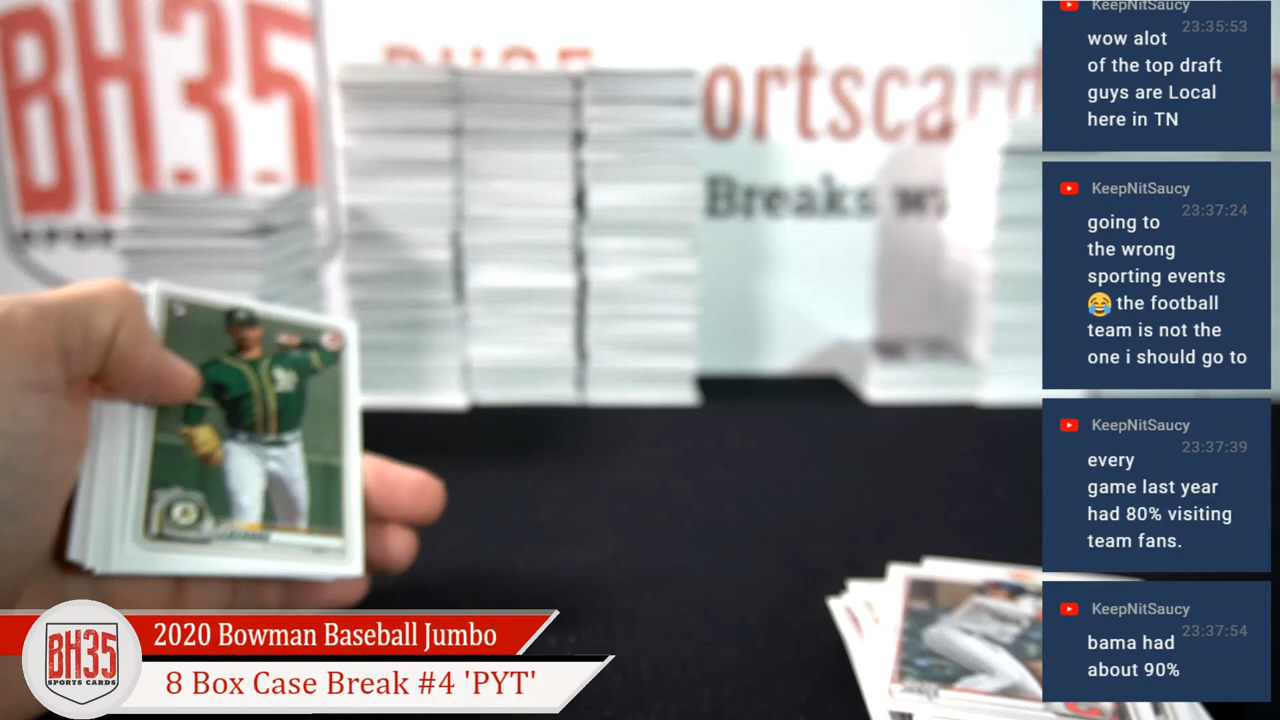 BH35
SPOR
ortscard
Breaks w
KeepNitSaucy
23:35:53
wow alot
of the top draft
guys are Local
here in TN
KeepNitSaucy
23:37:24
going to
the wrong
sporting events
😂 the football
team is not the
one i should go to
KeepNitSaucy
23:37:39
every
game last year
had 80% visiting
team fans.
KeepNitSaucy
23:37:54
bama had
about 90%
BH35
SPORTS CARDS
2020 Bowman Baseball Jumbo
8 Box Case Break #4 'PYT'